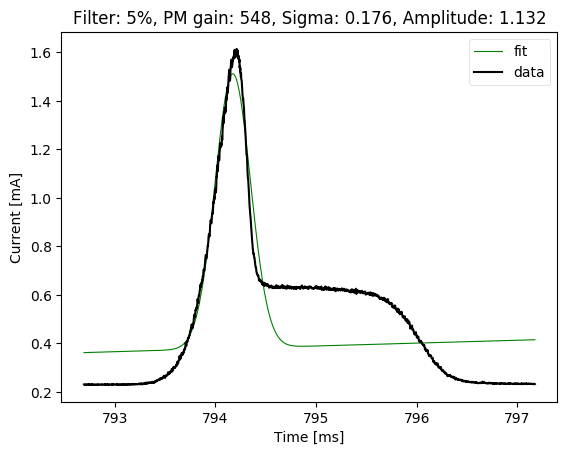 Filter: 5%, PM gain: 548, Sigma: 0.176, Amplitude: 1.132
fit
data
1.6
1.4
1.2
1.0
0.8
0.6
0.4
0.2
Current [mA]
793
794
795
796
797
Time [ms]